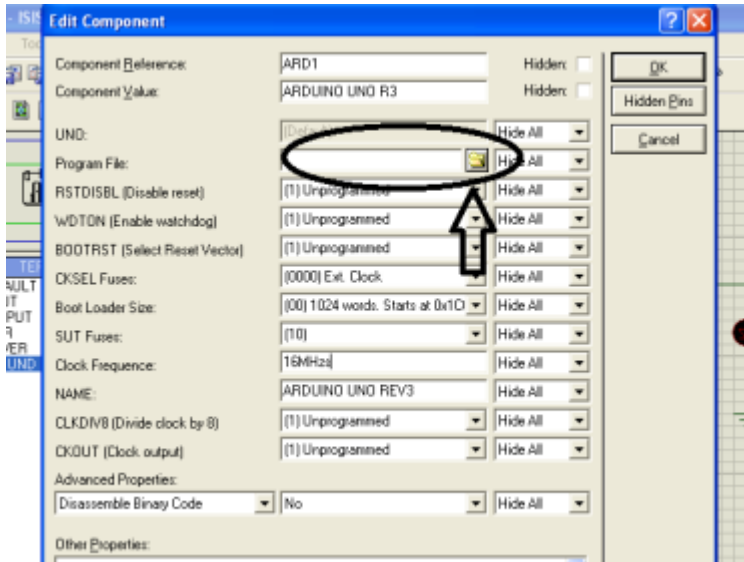 - ISIS
Edit Component
Component Reference: ARD1 Hidden:
Component Value: ARDUINO UNO R3 Hidden:
OK
Hidden Pins
Cancel
UNO: Hide All
Program File: Hide All
RSTDISBL (Disable reset) (1) Unprogrammed Hide All
WDTON (Enable watchdog) (1) Unprogrammed Hide All
BOOTRST (Select Reset Vector) (1) Unprogrammed Hide All
CKSEL Fuses: (0000) Ext. Clock Hide All
Boot Loader Size: (00) 1024 words. Starts at 0x1C Hide All
SUT Fuses: (10) Hide All
Clock Frequence: 16MHzs Hide All
NAME: ARDUINO UNO REV3 Hide All
CLKDIV8 (Divide clock by 8) (1) Unprogrammed Hide All
CKOUT (Clock output) (1) Unprogrammed Hide All
Advanced Properties:
Disassemble Binary Code No Hide All
Other Properties: